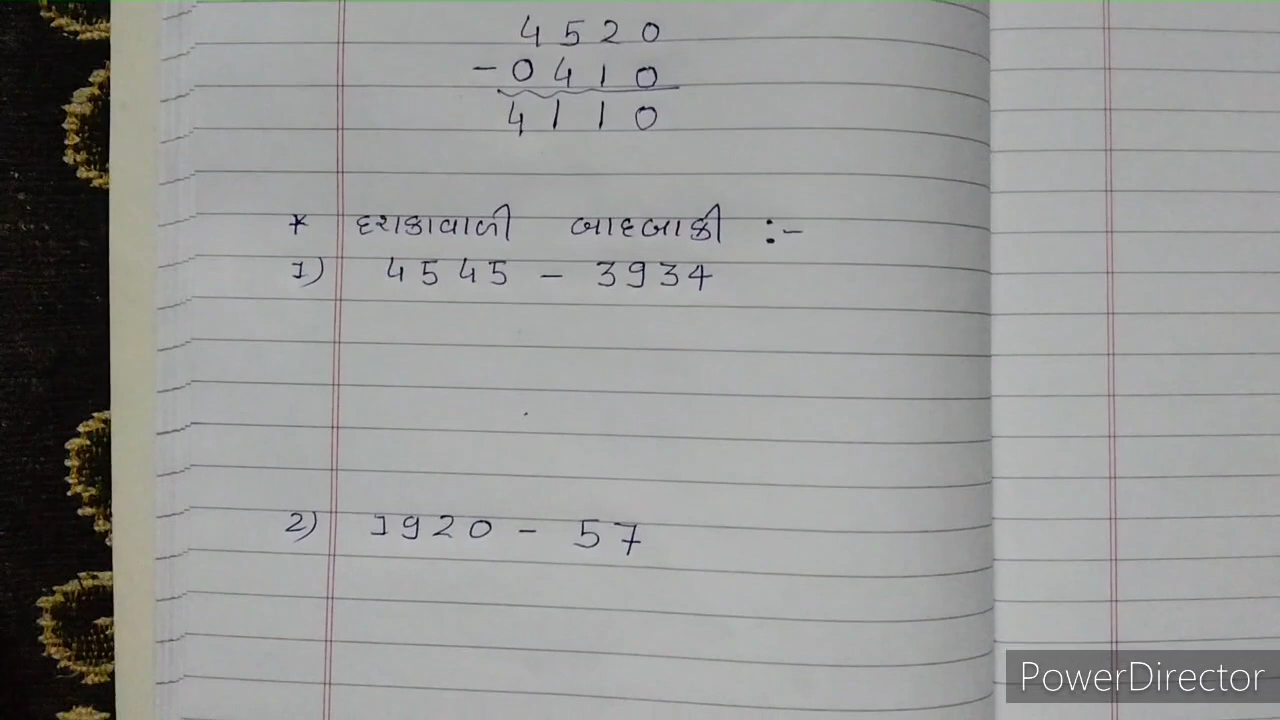 4520
- 0410
4110
* દશકાવાળી બાદબાકી :-
1) 4545 - 3934
2) 1920 - 57
PowerDirector